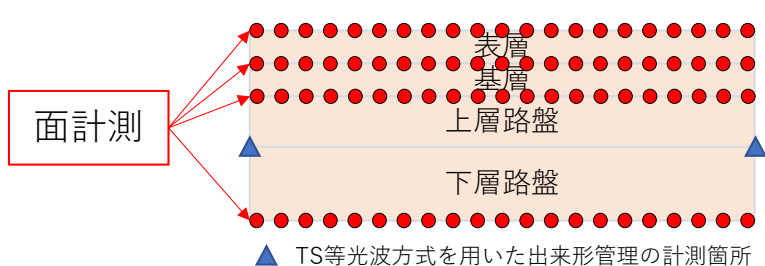 表層
基層
面計測
上層路盤
下層路盤
TS等光波方式を用いた出来形管理の計測箇所